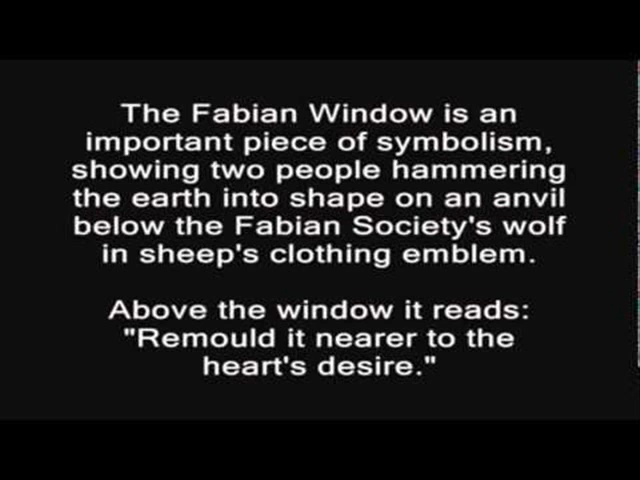 The Fabian Window is an
important piece of symbolism,
showing two people hammering
the earth into shape on an anvil
below the Fabian Society's wolf
in sheep's clothing emblem.
Above the window it reads:
"Remould it nearer to the
heart's desire."